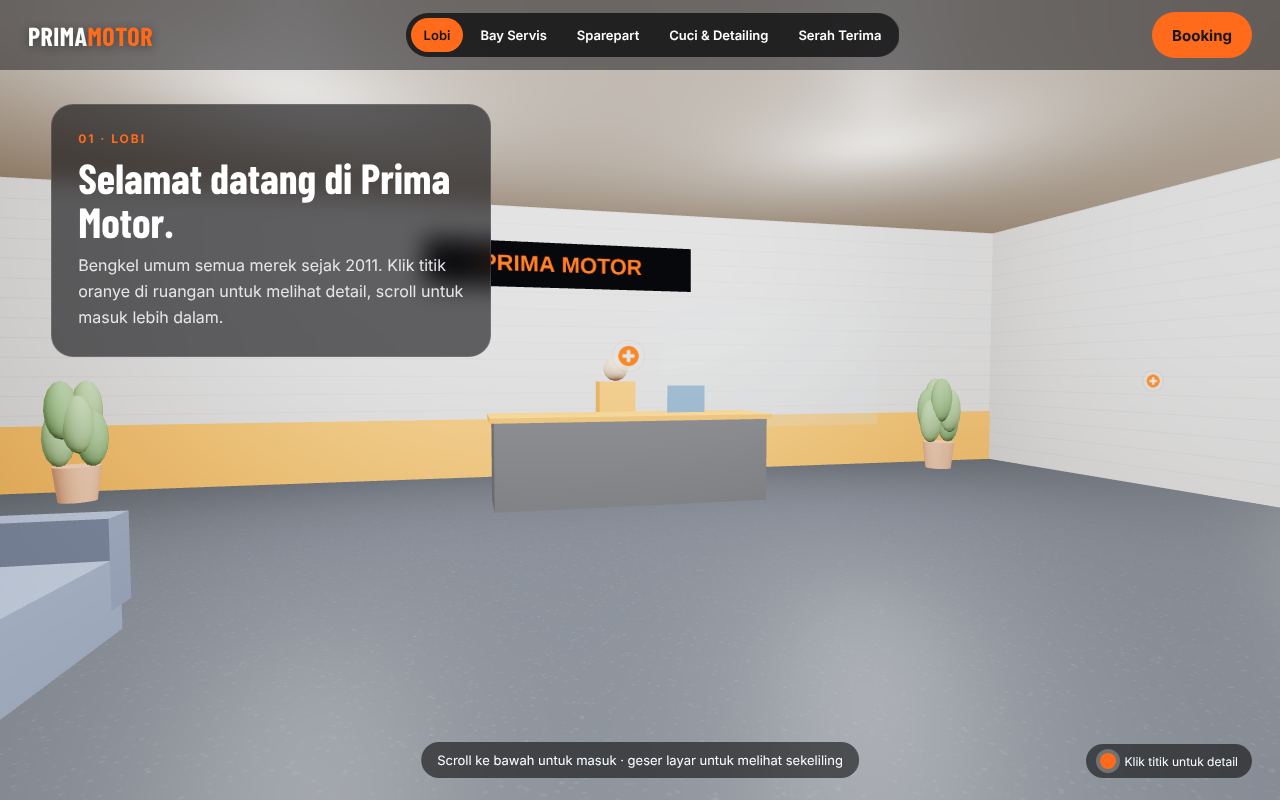 PRIMAMOTOR
Lobi
Bay Servis
Sparepart
Cuci & Detailing
Serah Terima
Booking
01 · LOBI
Selamat datang di Prima
Motor.
Bengkel umum semua merek sejak 2011. Klik titik
oranye di ruangan untuk melihat detail, scroll untuk
masuk lebih dalam.
PRIMA MOTOR
Scroll ke bawah untuk masuk · geser layar untuk melihat sekeliling
Klik titik untuk detail